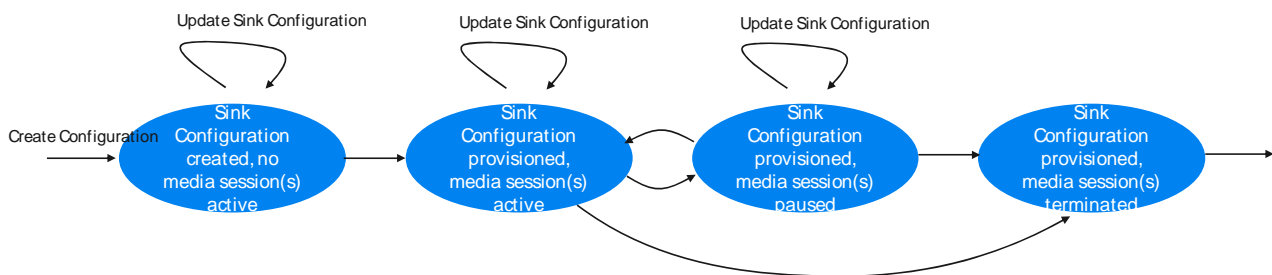 Update Sink Configuration
Update Sink Configuration
Update Sink Configuration
Create Configuration
Sink
Configuration
created, no
media session(s)
active
Sink
Configuration
provisioned,
media session(s)
active
Sink
Configuration
provisioned,
media session(s)
paused
Sink
Configuration
provisioned,
media session(s)
terminated